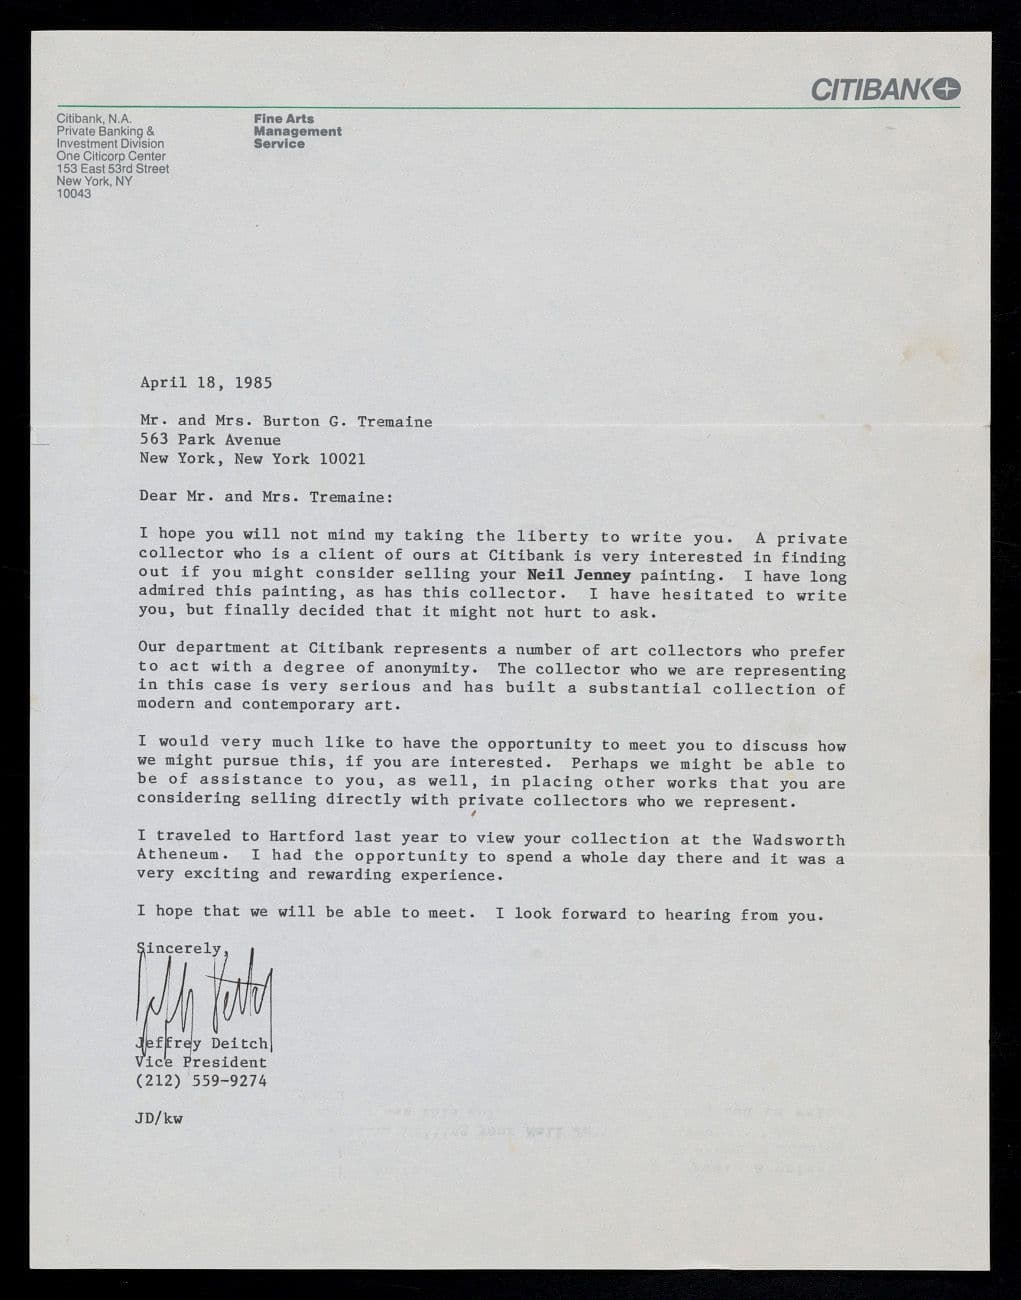 CITIBANK
Citibank, N.A.
Private Banking &
Investment Division
One Citicorp Center
153 East 53rd Street
New York, NY
10043
Fine Arts
Management
Service
April 18, 1985
Mr. and Mrs. Burton G. Tremaine
563 Park Avenue
New York, New York 10021
Dear Mr. and Mrs. Tremaine:
I hope you will not mind my taking the liberty to write you. A private
collector who is a client of ours at Citibank is very interested in finding
out if you might consider selling your Neil Jenney painting. I have long
admired this painting, as has this collector. I have hesitated to write
you, but finally decided that it might not hurt to ask.
Our department at Citibank represents a number of art collectors who prefer
to act with a degree of anonymity. The collector who we are representing
in this case is very serious and has built a substantial collection of
modern and contemporary art.
I would very much like to have the opportunity to meet you to discuss how
we might pursue this, if you are interested. Perhaps we might be able to
be of assistance to you, as well, in placing other works that you are
considering selling directly with private collectors who we represent.
I traveled to Hartford last year to view your collection at the Wadsworth
Atheneum. I had the opportunity to spend a whole day there and it was a
very exciting and rewarding experience.
I hope that we will be able to meet. I look forward to hearing from you.
Sincerely,
Jeffrey Deitch
Jeffrey Deitch
Vice President
(212) 559-9274
JD/kw